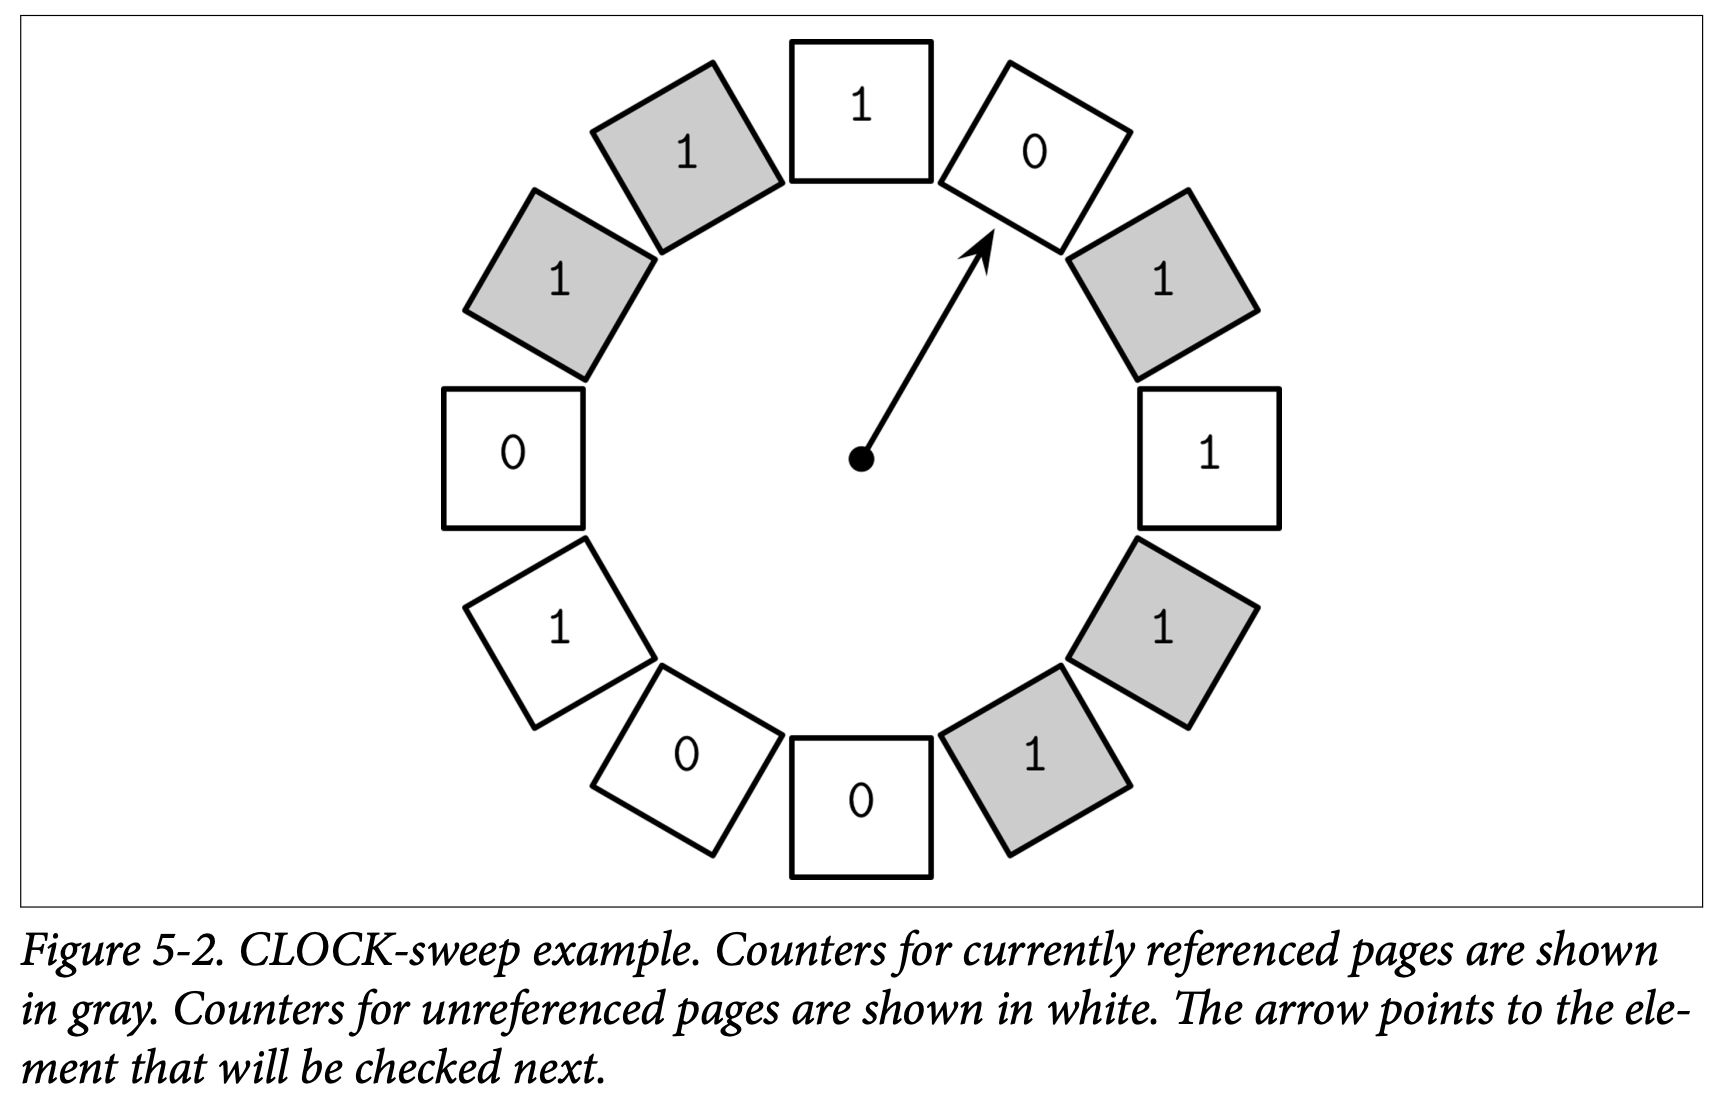 1
1 0
1 1
0 1
1 1
0 1
0
Figure 5-2. CLOCK-sweep example. Counters for currently referenced pages are shown
in gray. Counters for unreferenced pages are shown in white. The arrow points to the ele-
ment that will be checked next.